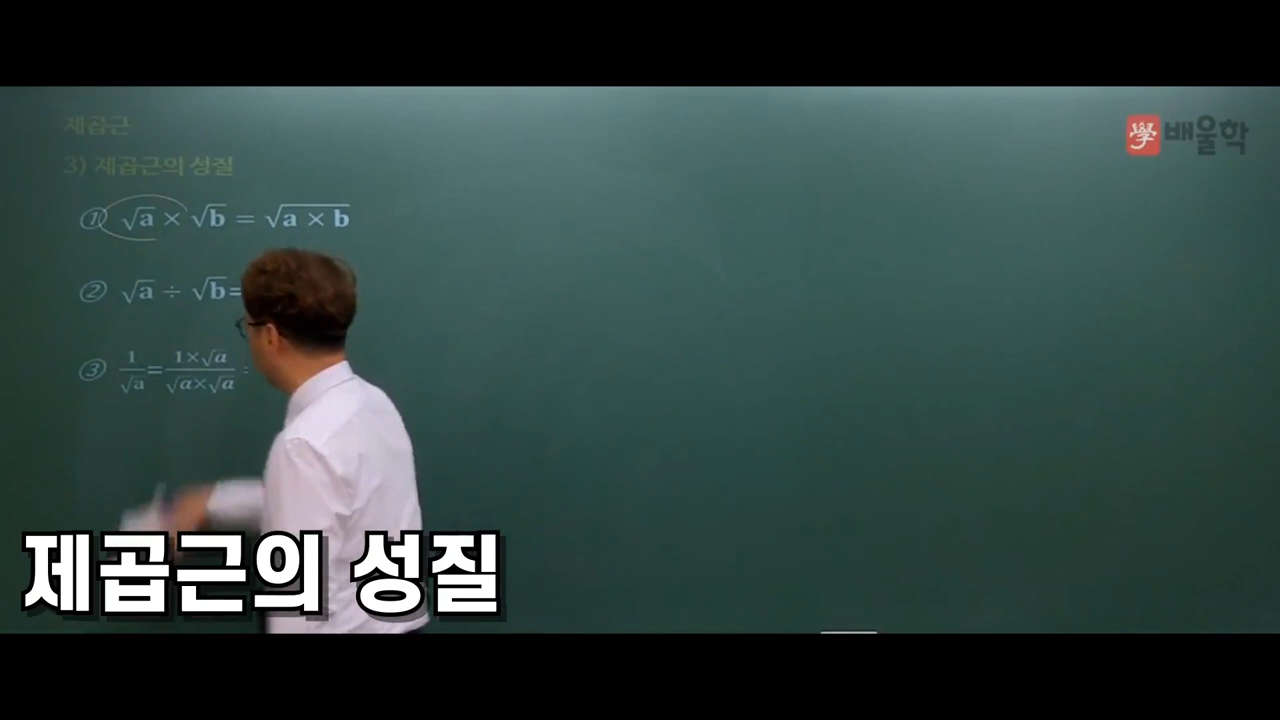 제곱근
學 배울학
3) 제곱근의 성질
① √a × √b = √(a × b)
② √a ÷ √b=
③ 1/√a = (1×√a)/(√a×√a) =
제곱근의 성질